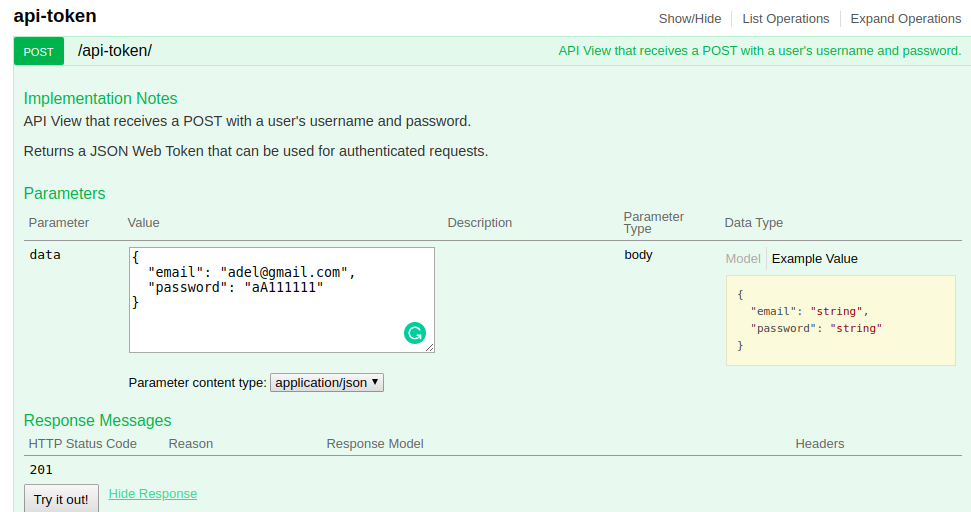 api-token
Show/Hide List Operations Expand Operations
POST /api-token/ API View that receives a POST with a user's username and password.
Implementation Notes
API View that receives a POST with a user's username and password.
Returns a JSON Web Token that can be used for authenticated requests.
Parameters
Parameter Value Description Parameter Type Data Type
data
{
"email": "adel@gmail.com",
"password": "aA111111"
}
body
Model Example Value
{
"email": "string",
"password": "string"
}
Parameter content type: application/json
Response Messages
HTTP Status Code Reason Response Model Headers
201
Try it out! Hide Response